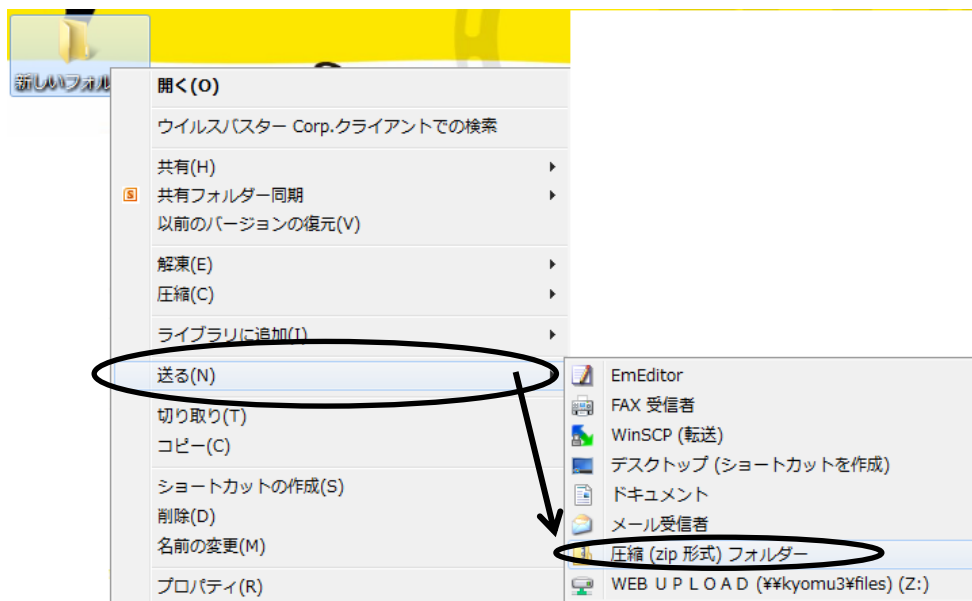 新しいフォル
開く(O)
ウイルスバスター Corp.クライアントでの検索
共有(H)
共有フォルダー同期
以前のバージョンの復元(V)
解凍(E)
圧縮(C)
ライブラリに追加(I)
送る(N)
切り取り(T)
コピー(C)
ショートカットの作成(S)
削除(D)
名前の変更(M)
プロパティ(R)
EmEditor
FAX 受信者
WinSCP (転送)
デスクトップ (ショートカットを作成)
ドキュメント
メール受信者
圧縮 (zip 形式) フォルダー
WEB U P L O A D (¥¥kyomu3¥files) (Z:)